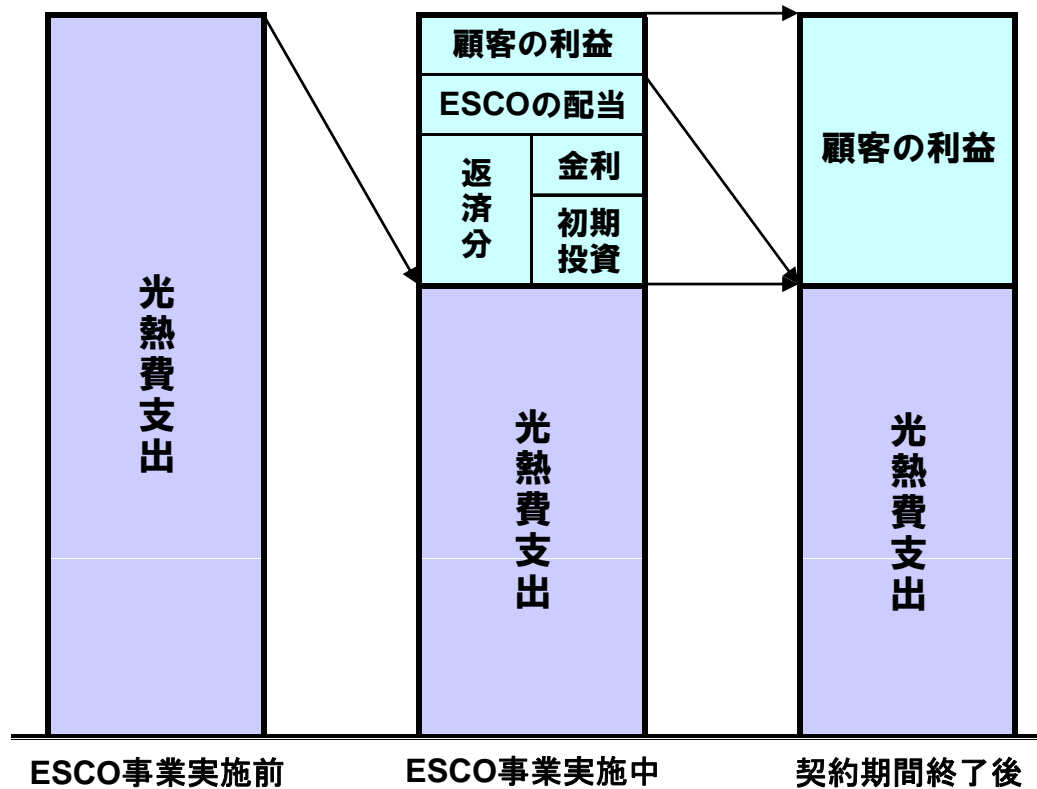 光熱費支出
顧客の利益
ESCOの配当
返済分
金利
初期
投資
光熱費支出
顧客の利益
光熱費支出
ESCO事業実施前
ESCO事業実施中
契約期間終了後